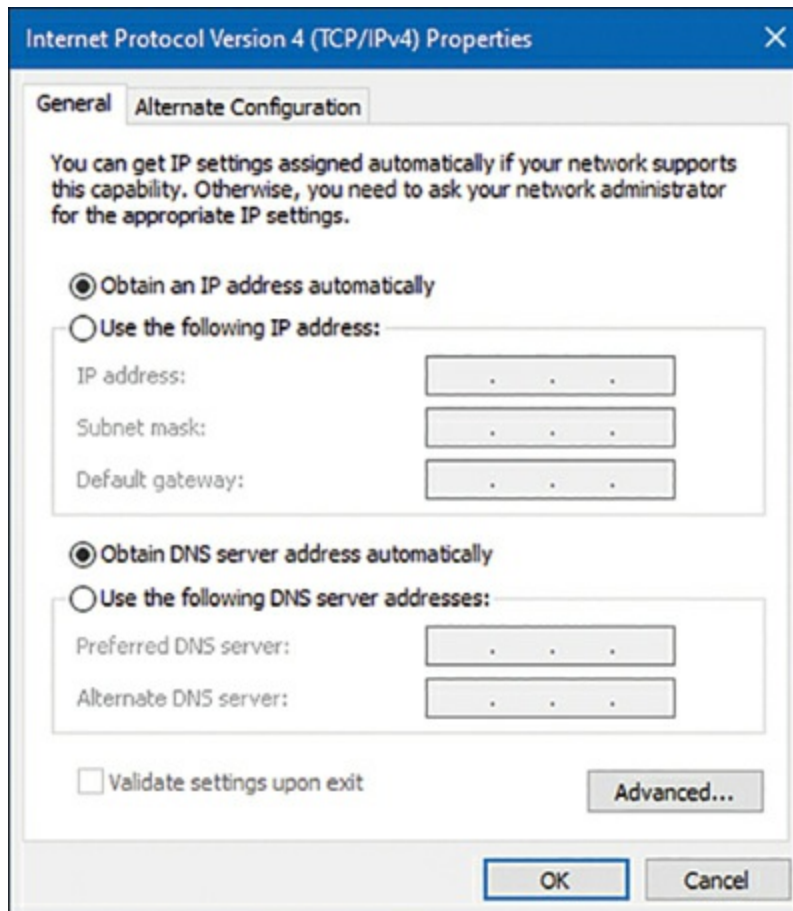 Internet Protocol Version 4 (TCP/IPv4) Properties
General
Alternate Configuration
You can get IP settings assigned automatically if your network supports
this capability. Otherwise, you need to ask your network administrator
for the appropriate IP settings.
Obtain an IP address automatically
Use the following IP address:
IP address:
Subnet mask:
Default gateway:
Obtain DNS server address automatically
Use the following DNS server addresses:
Preferred DNS server:
Alternate DNS server:
Validate settings upon exit
Advanced...
OK
Cancel